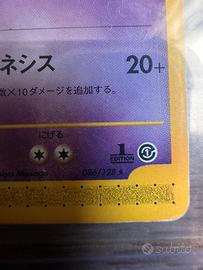 ネシス 20+
数×10ダメージを追加する。
にげる
1 EDITION
086/128
subito